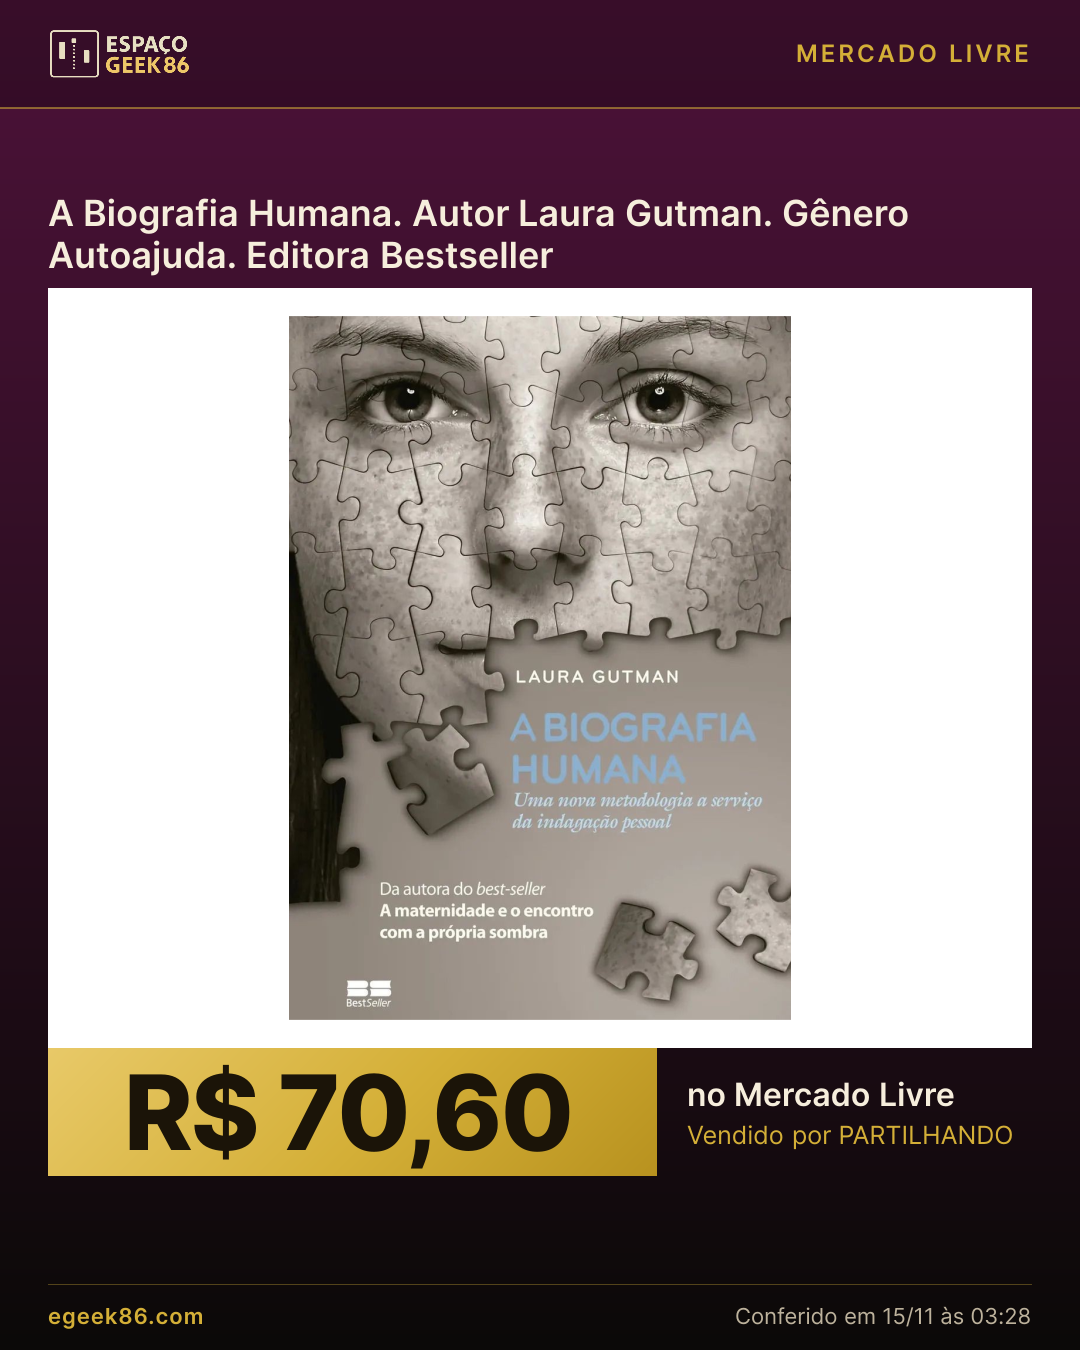 ESPAÇO
GEEK86
MERCADO LIVRE
A Biografia Humana. Autor Laura Gutman. Gênero
Autoajuda. Editora Bestseller
LAURA GUTMAN
A BIOGRAFIA
HUMANA
Uma nova metodologia a serviço
da indagação pessoal
Da autora do best-seller
A maternidade e o encontro
com a própria sombra
BestSeller
R$ 70,60
no Mercado Livre
Vendido por PARTILHANDO
egeek86.com
Conferido em 15/11 às 03:28